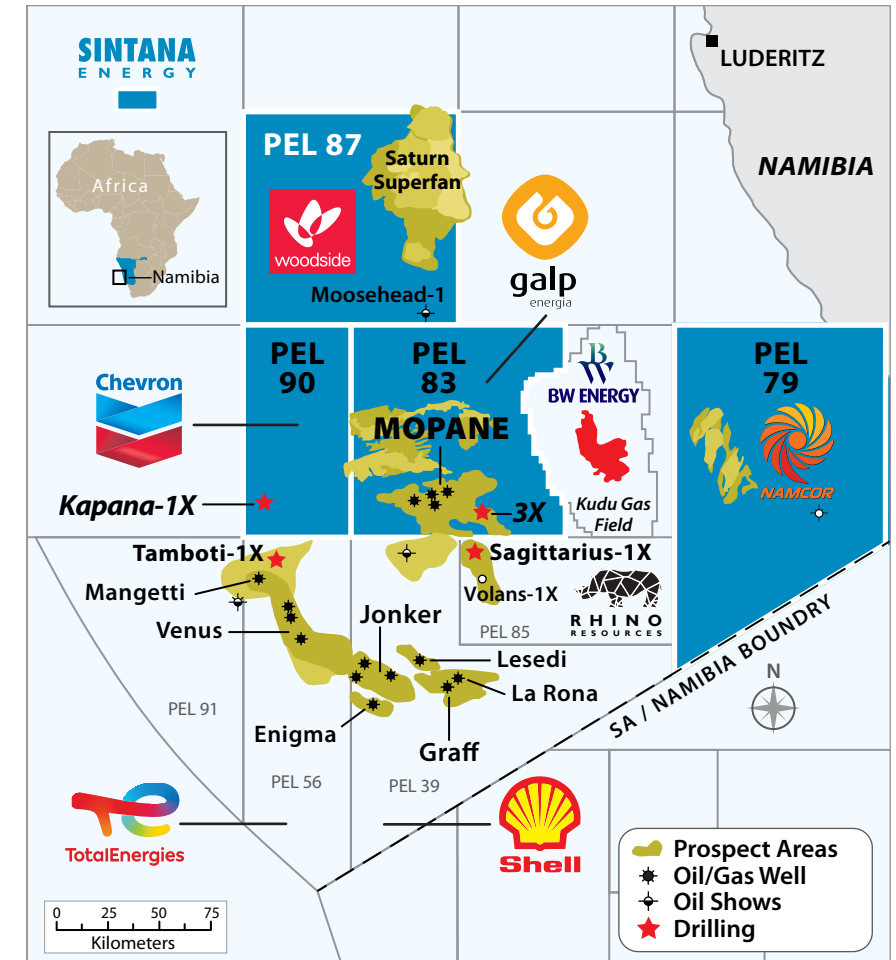 SINTANA
ENERGY
LUDERITZ
NAMIBIA
Africa
Namibia
PEL 87
Saturn
Superfan
woodside
Moosehead-1
galp
energia
Chevron
PEL
90
PEL
83
MOPANE
BW ENERGY
Kudu Gas
Field
PEL
79
NAMCOR
Kapana-1X
3X
Tamboti-1X
Sagittarius-1X
Mangetti
Volans-1X
RHINO
RESOURCES
Venus
Jonker
PEL 85
Lesedi
La Rona
PEL 91
Enigma
Graff
SA / NAMIBIA BOUNDRY
N
PEL 56
PEL 39
TotalEnergies
Shell
Prospect Areas
Oil/Gas Well
Oil Shows
Drilling
0 25 50 75
Kilometers